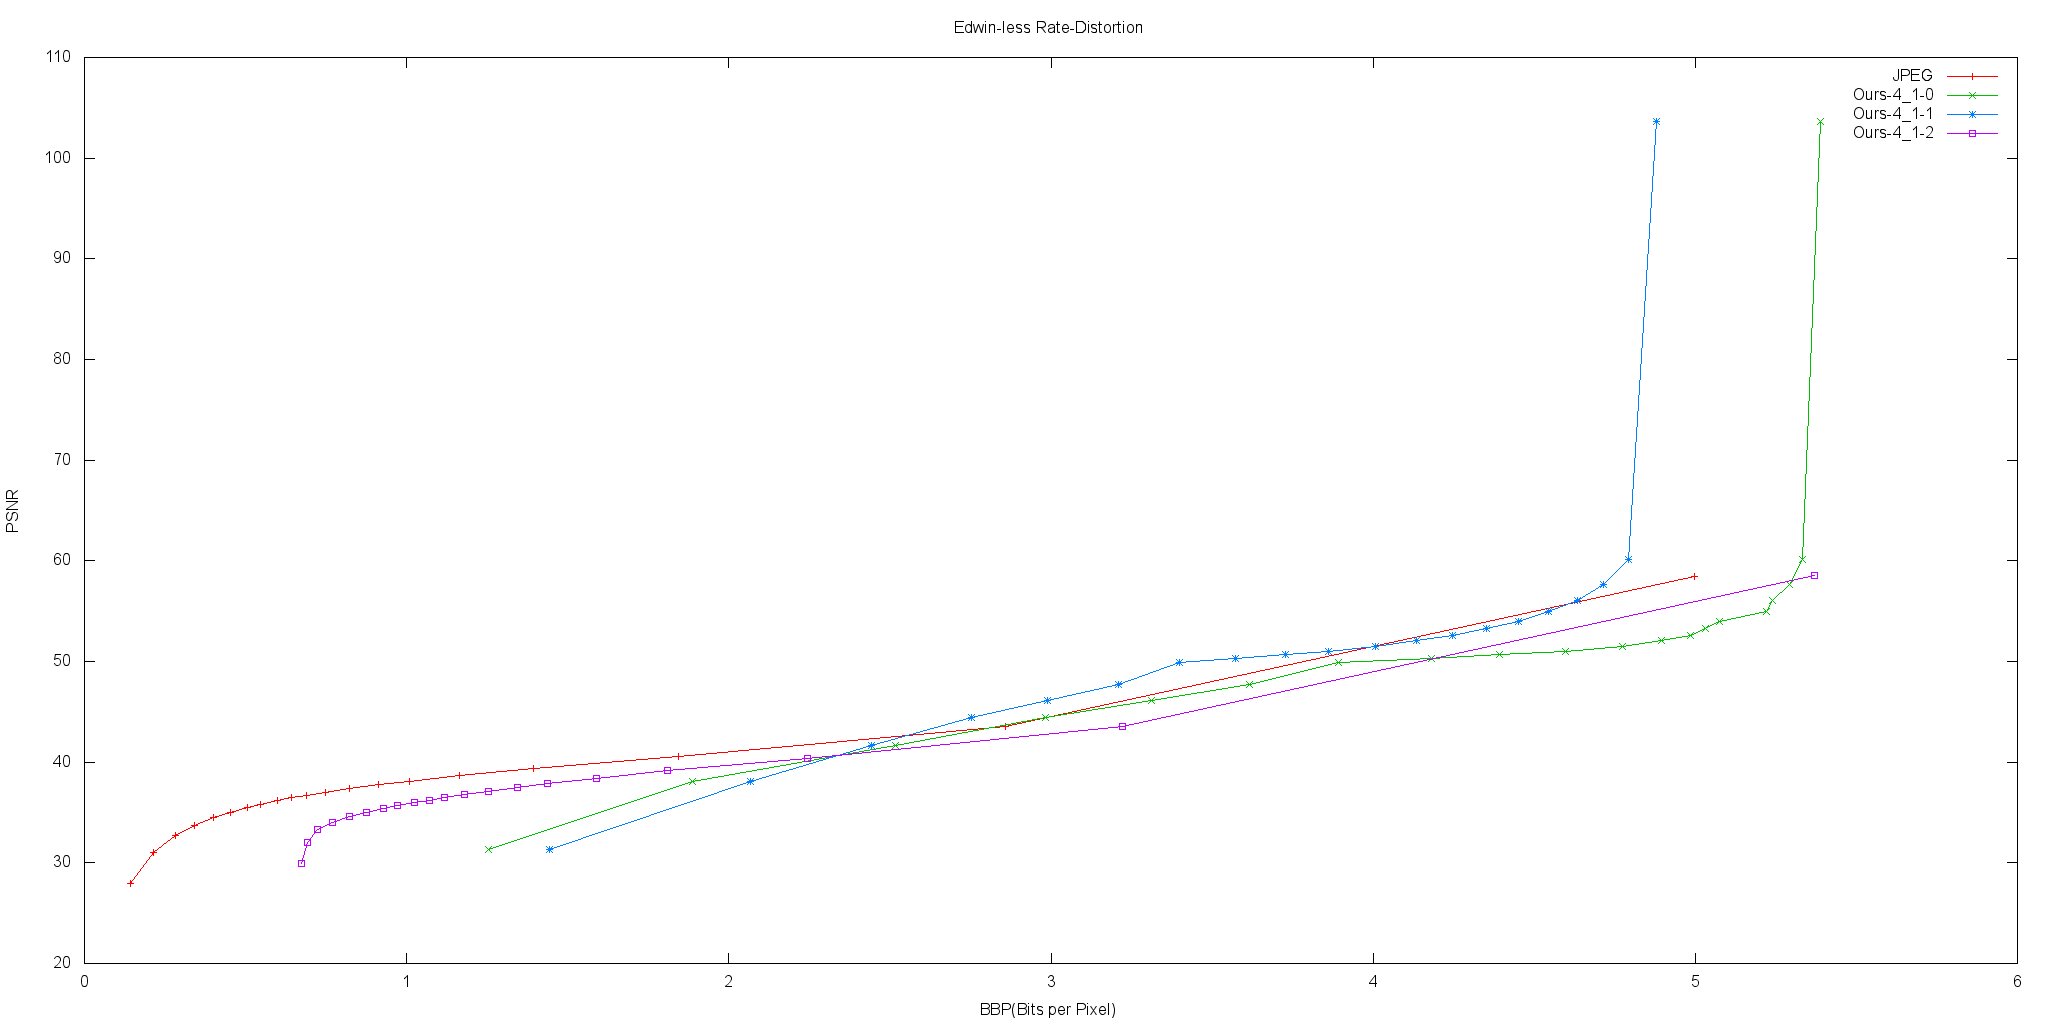 Edwin-less Rate-Distortion
110
100
90
80
70
60
50
40
30
20
PSNR
JPEG
Ours-4_1-0
Ours-4_1-1
Ours-4_1-2
0 1 2 3 4 5 6
BBP(Bits per Pixel)